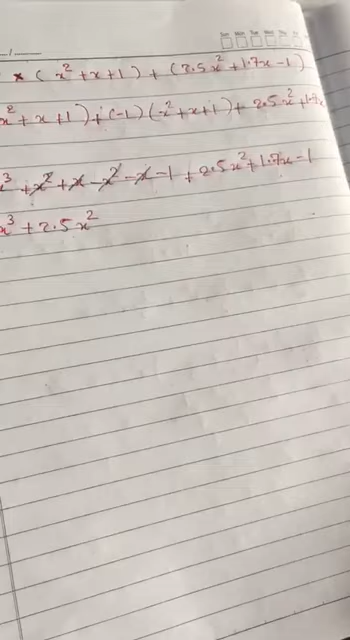 × (x² + x + 1) + (2.5x² + 1.7x - 1)
x² + x + 1) + (-1) (x² + x + 1) + 2.5x² + 1.7x
x³ + x² + x - x² - x - 1 + 2.5x² + 1.7x - 1
x³ + 2.5x²